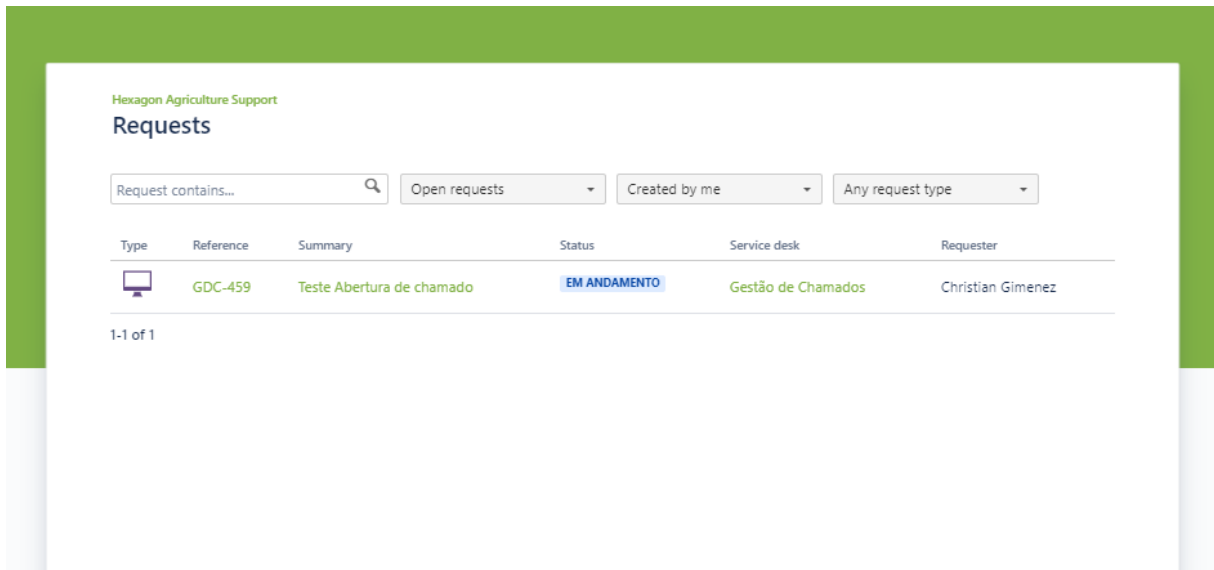 Hexagon Agriculture Support
Requests
Request contains...
Open requests
Created by me
Any request type
Type Reference Summary Status Service desk Requester
GDC-459 Teste Abertura de chamado EM ANDAMENTO Gestão de Chamados Christian Gimenez
1-1 of 1